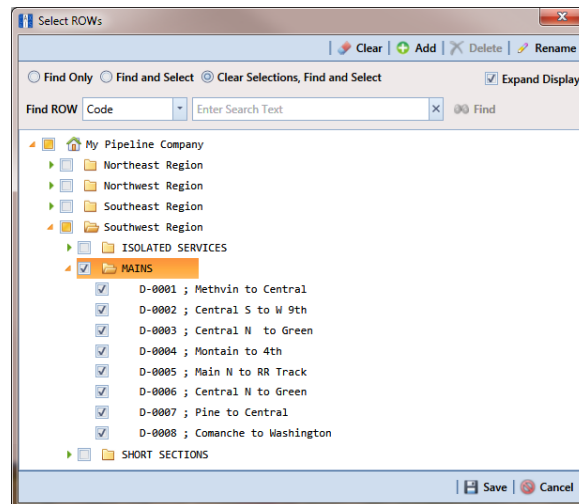 Select ROWs
Clear Add Delete Rename
Find Only Find and Select Clear Selections, Find and Select Expand Display
Find ROW Code Enter Search Text Find
My Pipeline Company
Northeast Region
Northwest Region
Southeast Region
Southwest Region
ISOLATED SERVICES
MAINS
D-0001 ; Methvin to Central
D-0002 ; Central S to W 9th
D-0003 ; Central N  to Green
D-0004 ; Montain to 4th
D-0005 ; Main N to RR Track
D-0006 ; Central N to Green
D-0007 ; Pine to Central
D-0008 ; Comanche to Washington
SHORT SECTIONS
Save Cancel